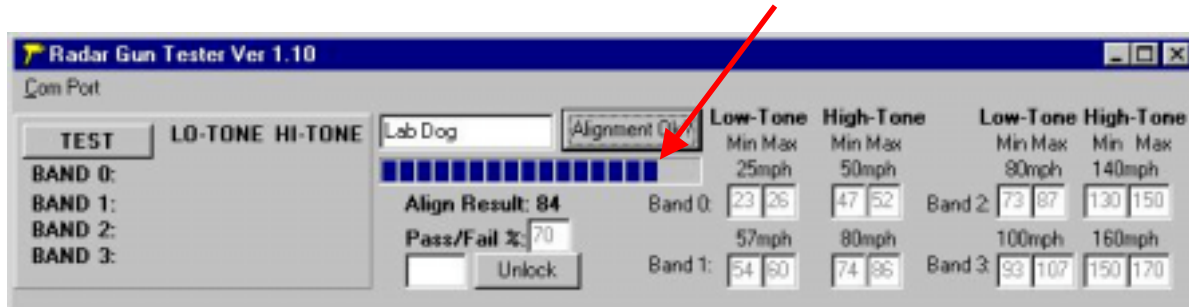 Radar Gun Tester Ver 1.10
Com Port
TEST LO-TONE HI-TONE
BAND 0:
BAND 1:
BAND 2:
BAND 3:
Lab Dog
Alignment
Align Result: 84
Pass/Fail %: 70
Unlock
Low-Tone High-Tone Low-Tone High-Tone
Min Max Min Max Min Max Min Max
25mph 50mph 80mph 140mph
Band 0: 23 26 47 52 Band 2: 73 87 130 150
57mph 80mph 100mph 160mph
Band 1: 54 60 74 86 Band 3: 93 107 150 170